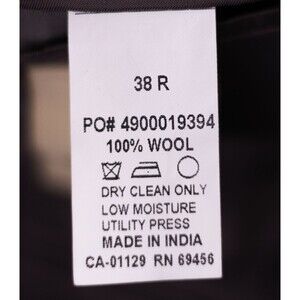 38 R
PO# 4900019394
100% WOOL
DRY CLEAN ONLY
LOW MOISTURE
UTILITY PRESS
MADE IN INDIA
CA-01129 RN 69456